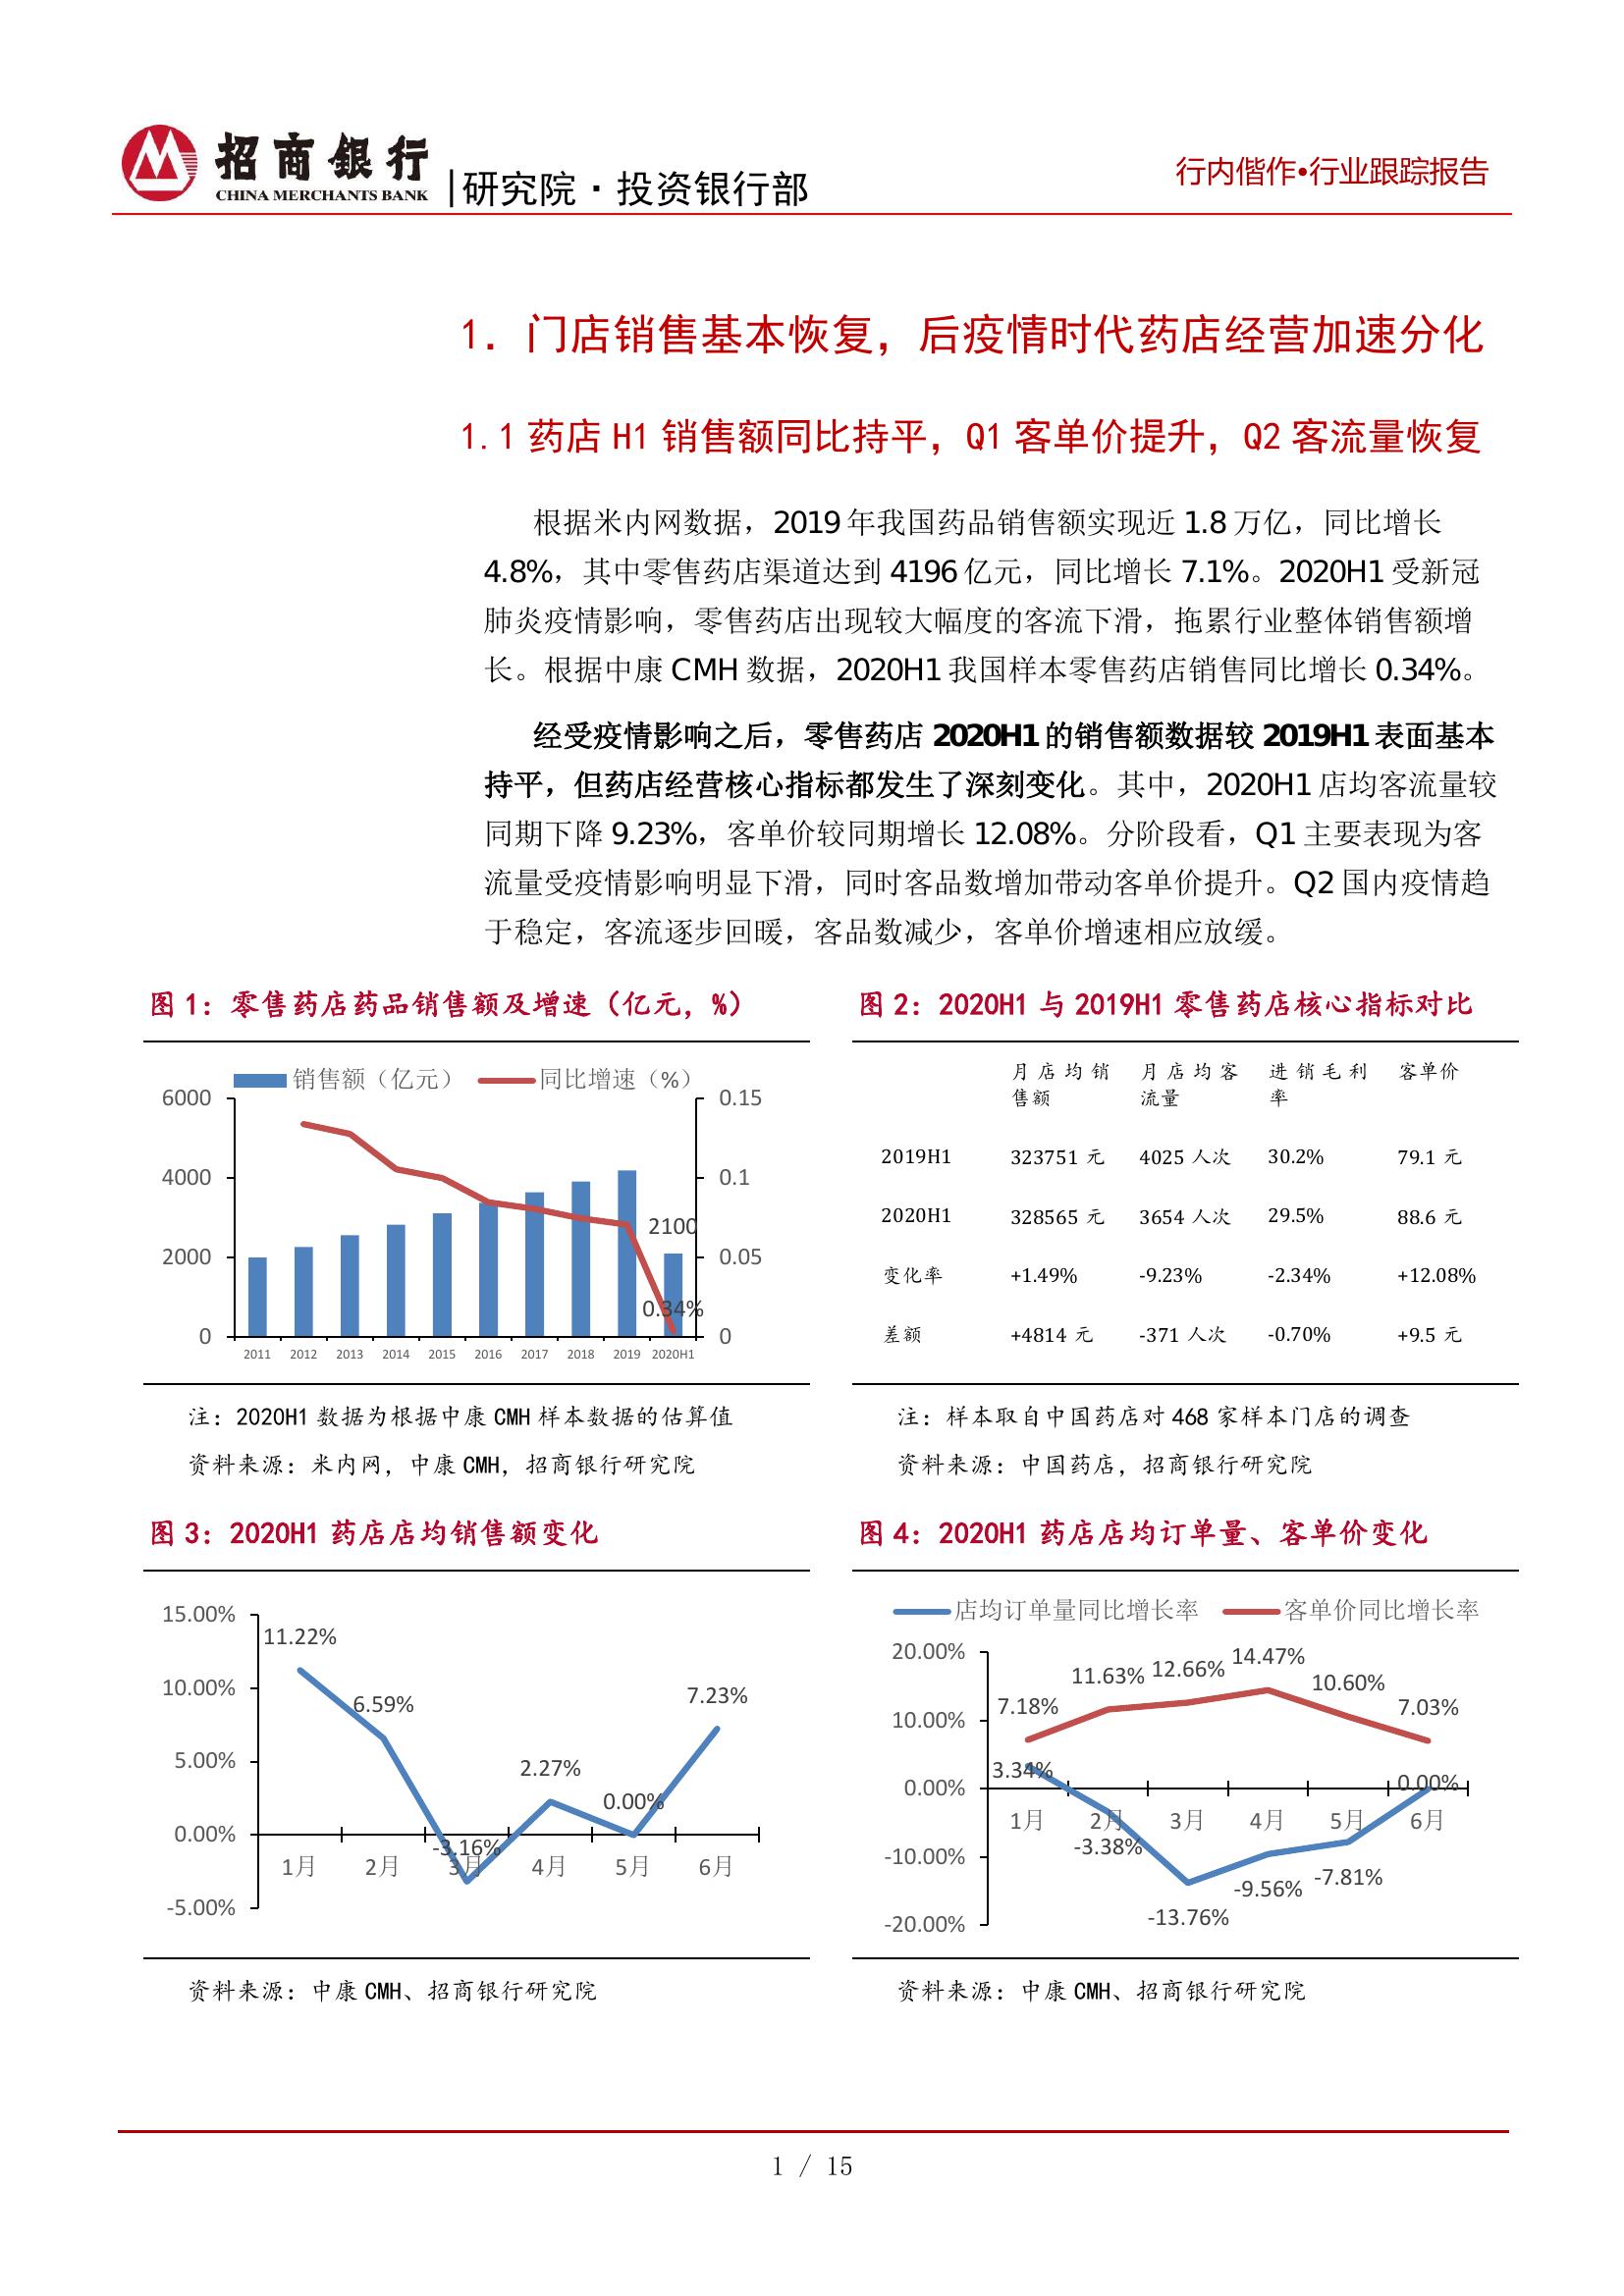 招商银行
CHINA MERCHANTS BANK
|研究院·投资银行部
行内偕作•行业跟踪报告
1. 门店销售基本恢复，后疫情时代药店经营加速分化
1.1 药店 H1 销售额同比持平，Q1 客单价提升，Q2 客流量恢复
根据米内网数据，2019 年我国药品销售额实现近 1.8 万亿，同比增长
4.8%，其中零售药店渠道达到 4196 亿元，同比增长 7.1%。2020H1 受新冠
肺炎疫情影响，零售药店出现较大幅度的客流下滑，拖累行业整体销售额增
长。根据中康 CMH 数据，2020H1 我国样本零售药店销售同比增长 0.34%。
经受疫情影响之后，零售药店 2020H1 的销售额数据较 2019H1 表面基本
持平，但药店经营核心指标都发生了深刻变化。其中，2020H1 店均客流量较
同期下降 9.23%，客单价较同期增长 12.08%。分阶段看，Q1 主要表现为客
流量受疫情影响明显下滑，同时客品数增加带动客单价提升。Q2 国内疫情趋
于稳定，客流逐步回暖，客品数减少，客单价增速相应放缓。
图 1：零售药店药品销售额及增速（亿元，%）
销售额（亿元） 同比增速（%）
6000 0.15
4000 0.1
2100
2000 0.05
0.34%
0 0
2011 2012 2013 2014 2015 2016 2017 2018 2019 2020H1
注：2020H1 数据为根据中康 CMH 样本数据的估算值
资料来源：米内网，中康 CMH，招商银行研究院
图 2：2020H1 与 2019H1 零售药店核心指标对比
月店均销 月店均客 进销毛利 客单价
售额 流量 率
2019H1 323751 元 4025 人次 30.2% 79.1 元
2020H1 328565 元 3654 人次 29.5% 88.6 元
变化率 +1.49% -9.23% -2.34% +12.08%
差额 +4814 元 -371 人次 -0.70% +9.5 元
注：样本取自中国药店对 468 家样本门店的调查
资料来源：中国药店，招商银行研究院
图 3：2020H1 药店店均销售额变化
15.00%
11.22%
10.00%
6.59% 7.23%
5.00%
2.27%
0.00%
0.00%
-3.16%
1月 2月 3月 4月 5月 6月
-5.00%
资料来源：中康 CMH、招商银行研究院
图 4：2020H1 药店店均订单量、客单价变化
店均订单量同比增长率 客单价同比增长率
20.00%
7.18% 11.63% 12.66% 14.47% 10.60% 7.03%
10.00%
3.34% 0.00%
0.00%
1月 2月 3月 4月 5月 6月
-3.38% -13.76% -9.56% -7.81%
-10.00%
-20.00%
资料来源：中康 CMH、招商银行研究院
1 / 15